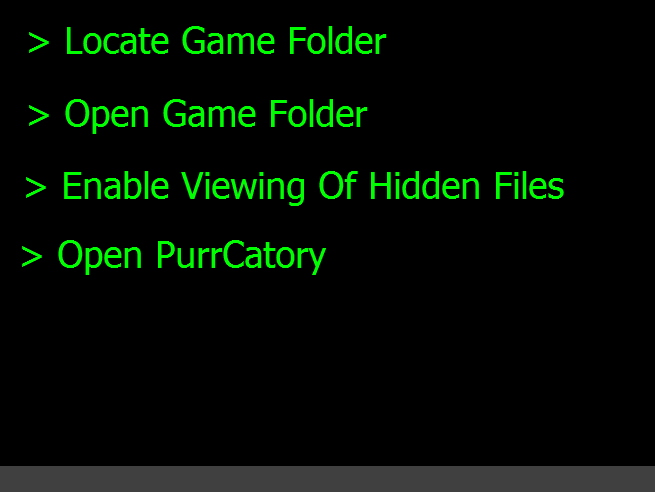 > Locate Game Folder
> Open Game Folder
> Enable Viewing Of Hidden Files
> Open PurrCatory